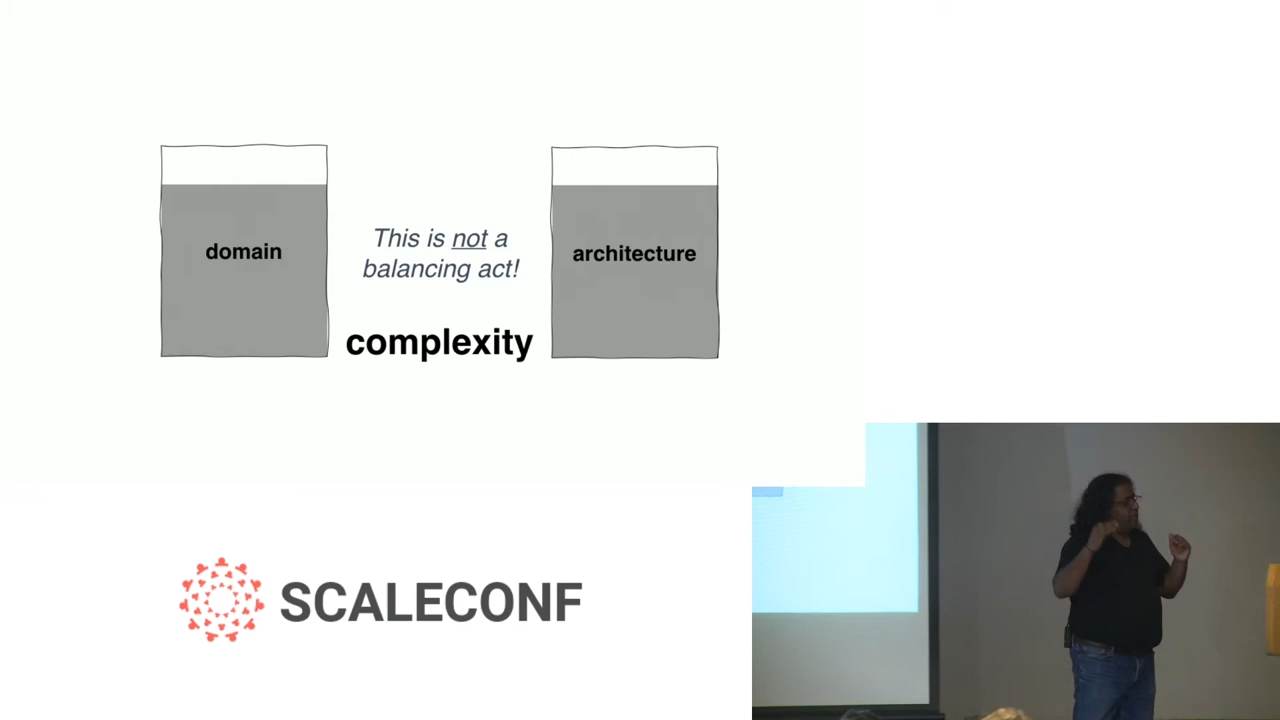 domain
This is not a
balancing act!
architecture
complexity
SCALECONF